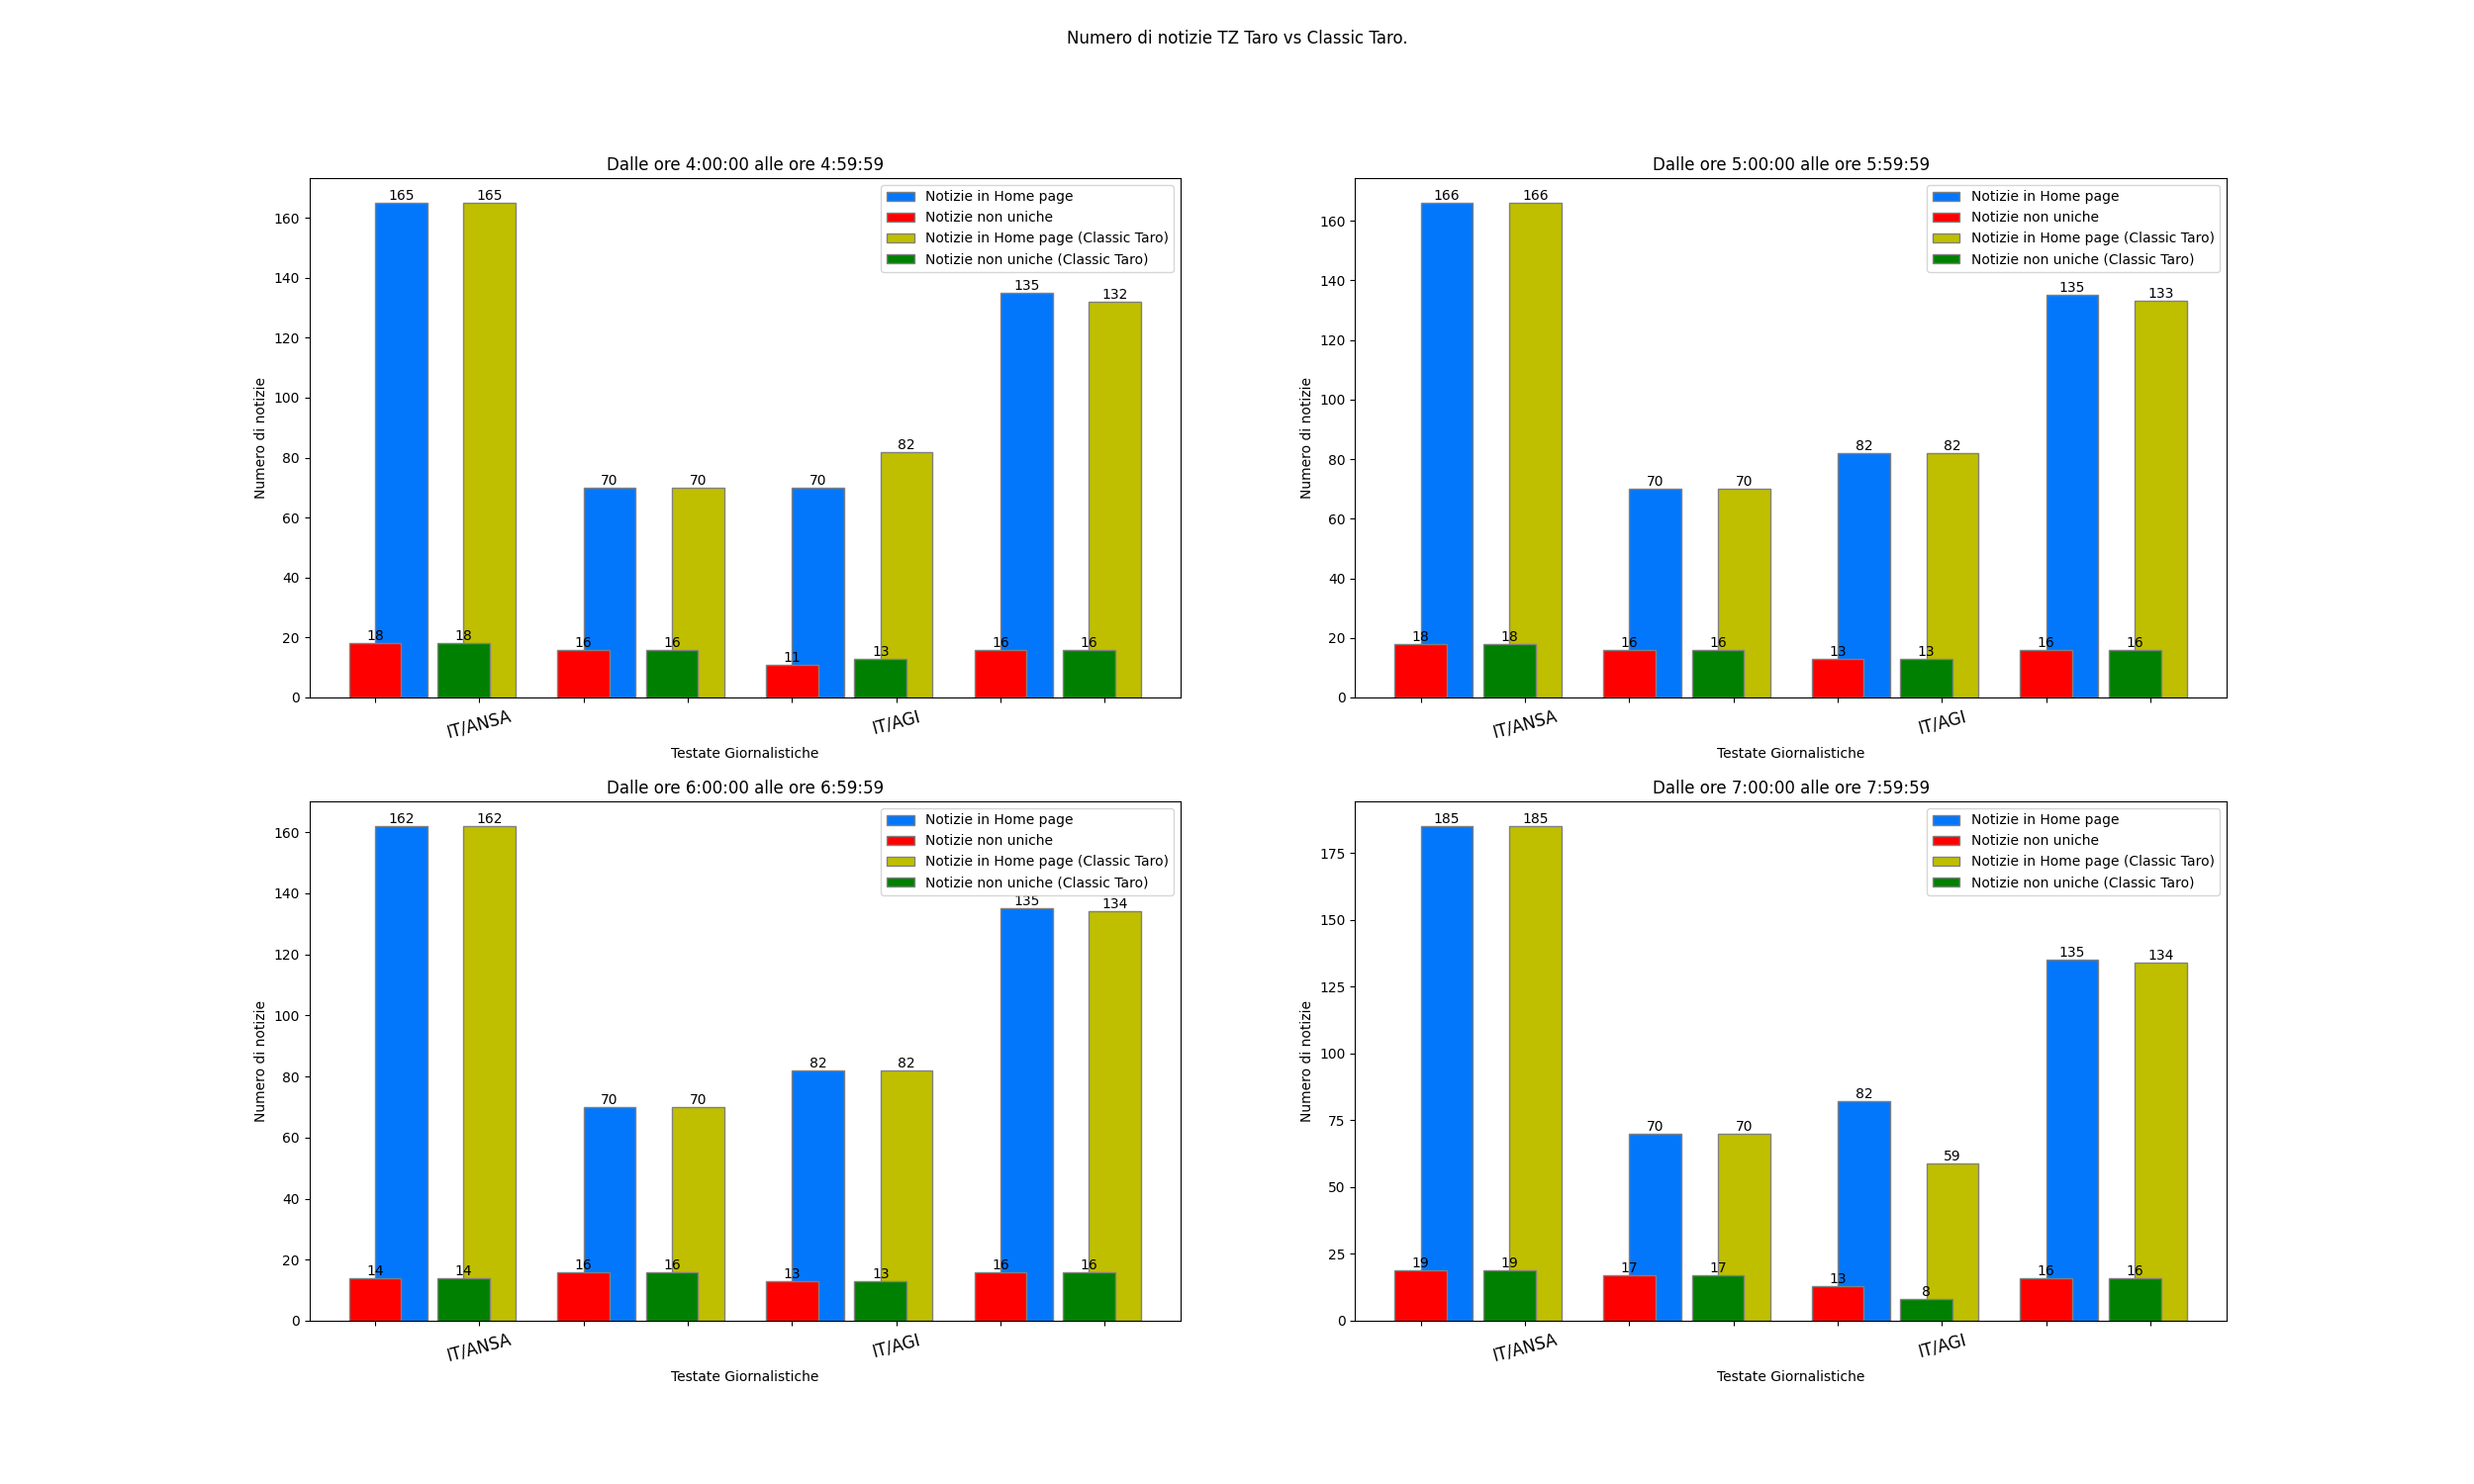 Numero di notizie TZ Taro vs Classic Taro.
Dalle ore 4:00:00 alle ore 4:59:59
Numero di notizie
160
140
120
100
80
60
40
20
0
165
165
70
70
70
82
135
132
18
18
16
16
11
13
16
16
Notizie in Home page
Notizie non uniche
Notizie in Home page (Classic Taro)
Notizie non uniche (Classic Taro)
IT/ANSA
IT/AGI
Testate Giornalistiche
Dalle ore 5:00:00 alle ore 5:59:59
Numero di notizie
160
140
120
100
80
60
40
20
0
166
166
70
70
82
82
135
133
18
18
16
16
13
13
16
16
Notizie in Home page
Notizie non uniche
Notizie in Home page (Classic Taro)
Notizie non uniche (Classic Taro)
IT/ANSA
IT/AGI
Testate Giornalistiche
Dalle ore 6:00:00 alle ore 6:59:59
Numero di notizie
160
140
120
100
80
60
40
20
0
162
162
70
70
82
82
135
134
14
14
16
16
13
13
16
16
Notizie in Home page
Notizie non uniche
Notizie in Home page (Classic Taro)
Notizie non uniche (Classic Taro)
IT/ANSA
IT/AGI
Testate Giornalistiche
Dalle ore 7:00:00 alle ore 7:59:59
Numero di notizie
175
150
125
100
75
50
25
0
185
185
70
70
82
59
135
134
19
19
17
17
13
8
16
16
Notizie in Home page
Notizie non uniche
Notizie in Home page (Classic Taro)
Notizie non uniche (Classic Taro)
IT/ANSA
IT/AGI
Testate Giornalistiche